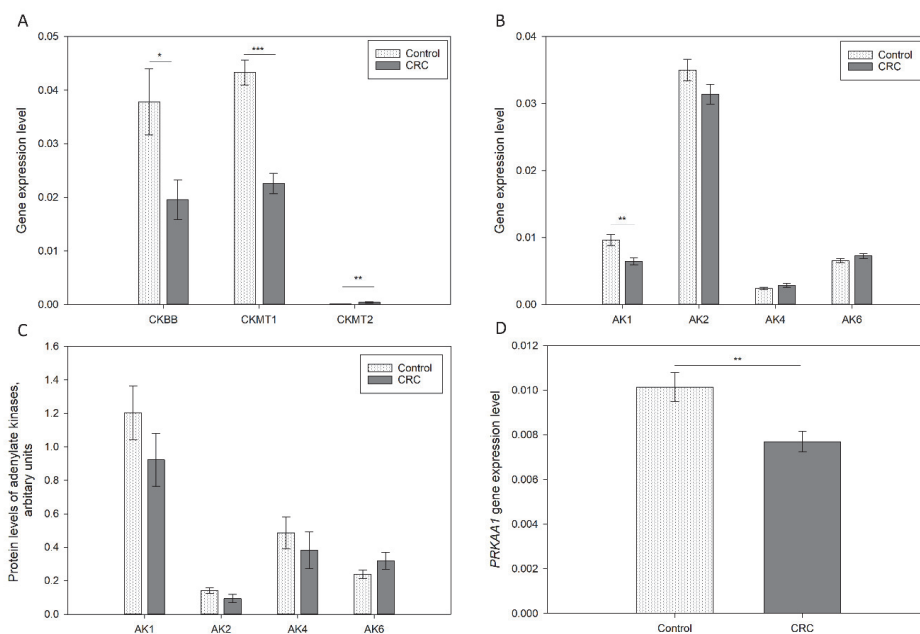 A
Gene expression level
0.05
0.04
0.03
0.02
0.01
0.00
*
***
**
Control
CRC
CKBB CKMT1 CKMT2
B
Gene expression level
0.04
0.03
0.02
0.01
0.00
**
Control
CRC
AK1 AK2 AK4 AK6
C
Protein levels of adenylate kinases,
arbitary units
1.6
1.4
1.2
1.0
0.8
0.6
0.4
0.2
0.0
Control
CRC
AK1 AK2 AK4 AK6
D
PRKAA1 gene expression level
0.012
0.010
0.008
0.006
0.004
0.002
0.000
**
Control CRC